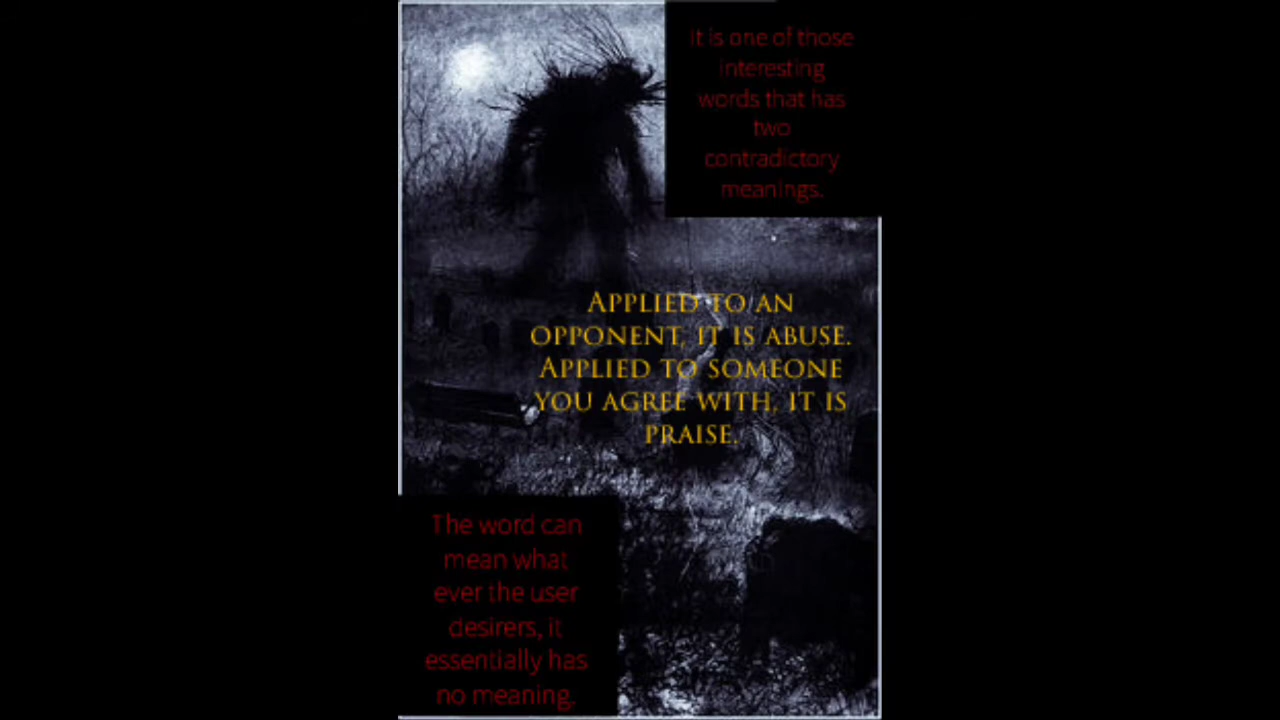 It is one of those
interesting
words that has
two
contradictory
meanings.
Applied to an
opponent, it is abuse.
Applied to someone
you agree with, it is
praise.
The word can
mean what
ever the user
desirers, it
essentially has
no meaning.